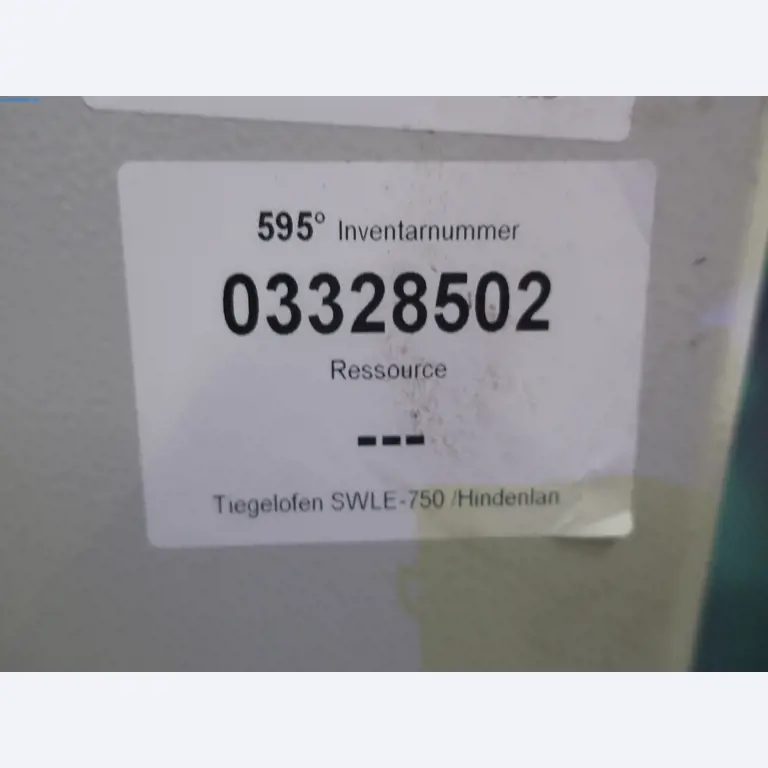 595° Inventarnummer
03328502
Ressource
---
Tiegelofen SWLE-750 /Hindenlan